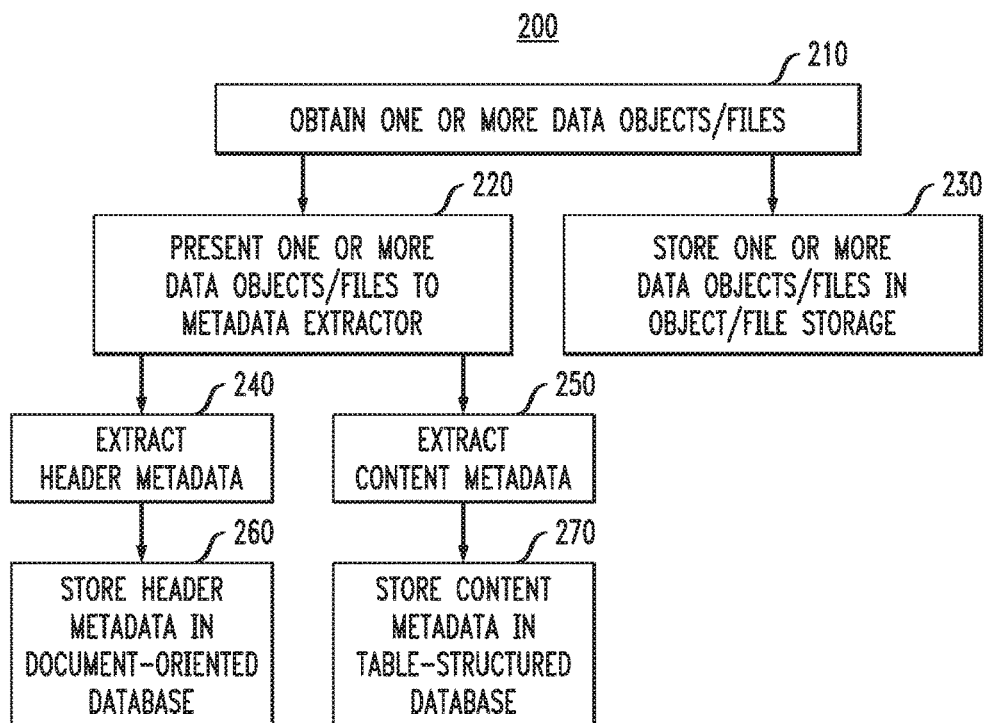 200
210
OBTAIN ONE OR MORE DATA OBJECTS/FILES
220
PRESENT ONE OR MORE
DATA OBJECTS/FILES TO
METADATA EXTRACTOR
230
STORE ONE OR MORE
DATA OBJECTS/FILES IN
OBJECT/FILE STORAGE
240
EXTRACT
HEADER METADATA
250
EXTRACT
CONTENT METADATA
260
STORE HEADER
METADATA IN
DOCUMENT-ORIENTED
DATABASE
270
STORE CONTENT
METADATA IN
TABLE-STRUCTURED
DATABASE